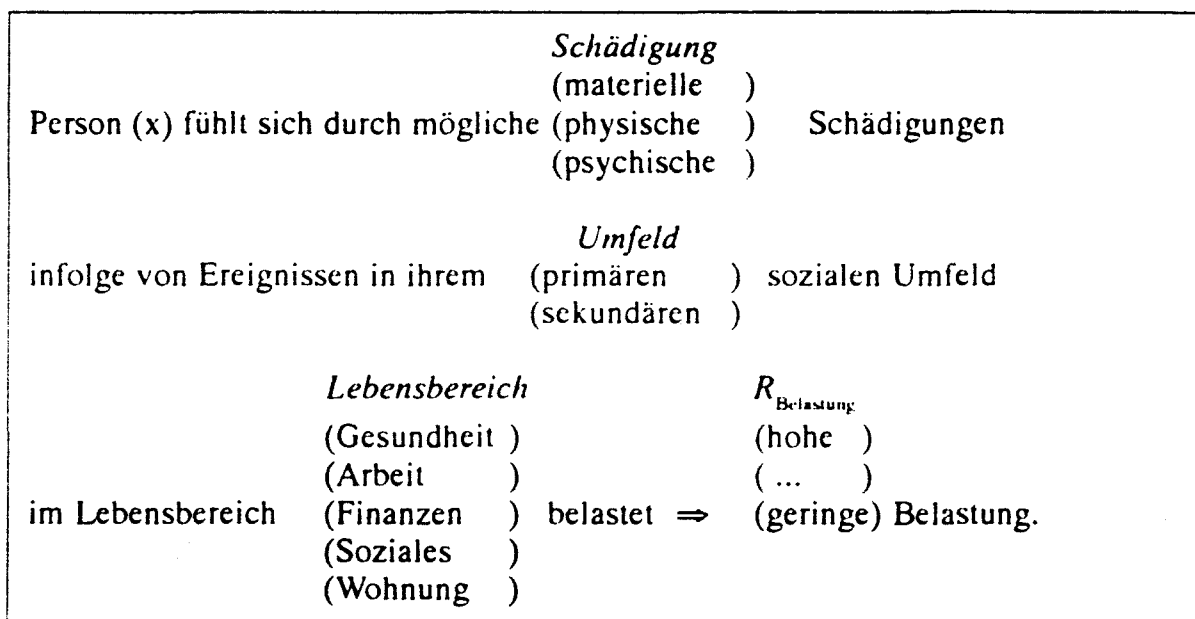 Schädigung
(materielle )
Person (x) fühlt sich durch mögliche (physische ) Schädigungen
(psychische )
Umfeld
infolge von Ereignissen in ihrem (primären ) sozialen Umfeld
(sekundären )
Lebensbereich R Belastung
(Gesundheit ) (hohe )
(Arbeit ) ( ... )
im Lebensbereich (Finanzen ) belastet ⇒ (geringe) Belastung.
(Soziales )
(Wohnung )